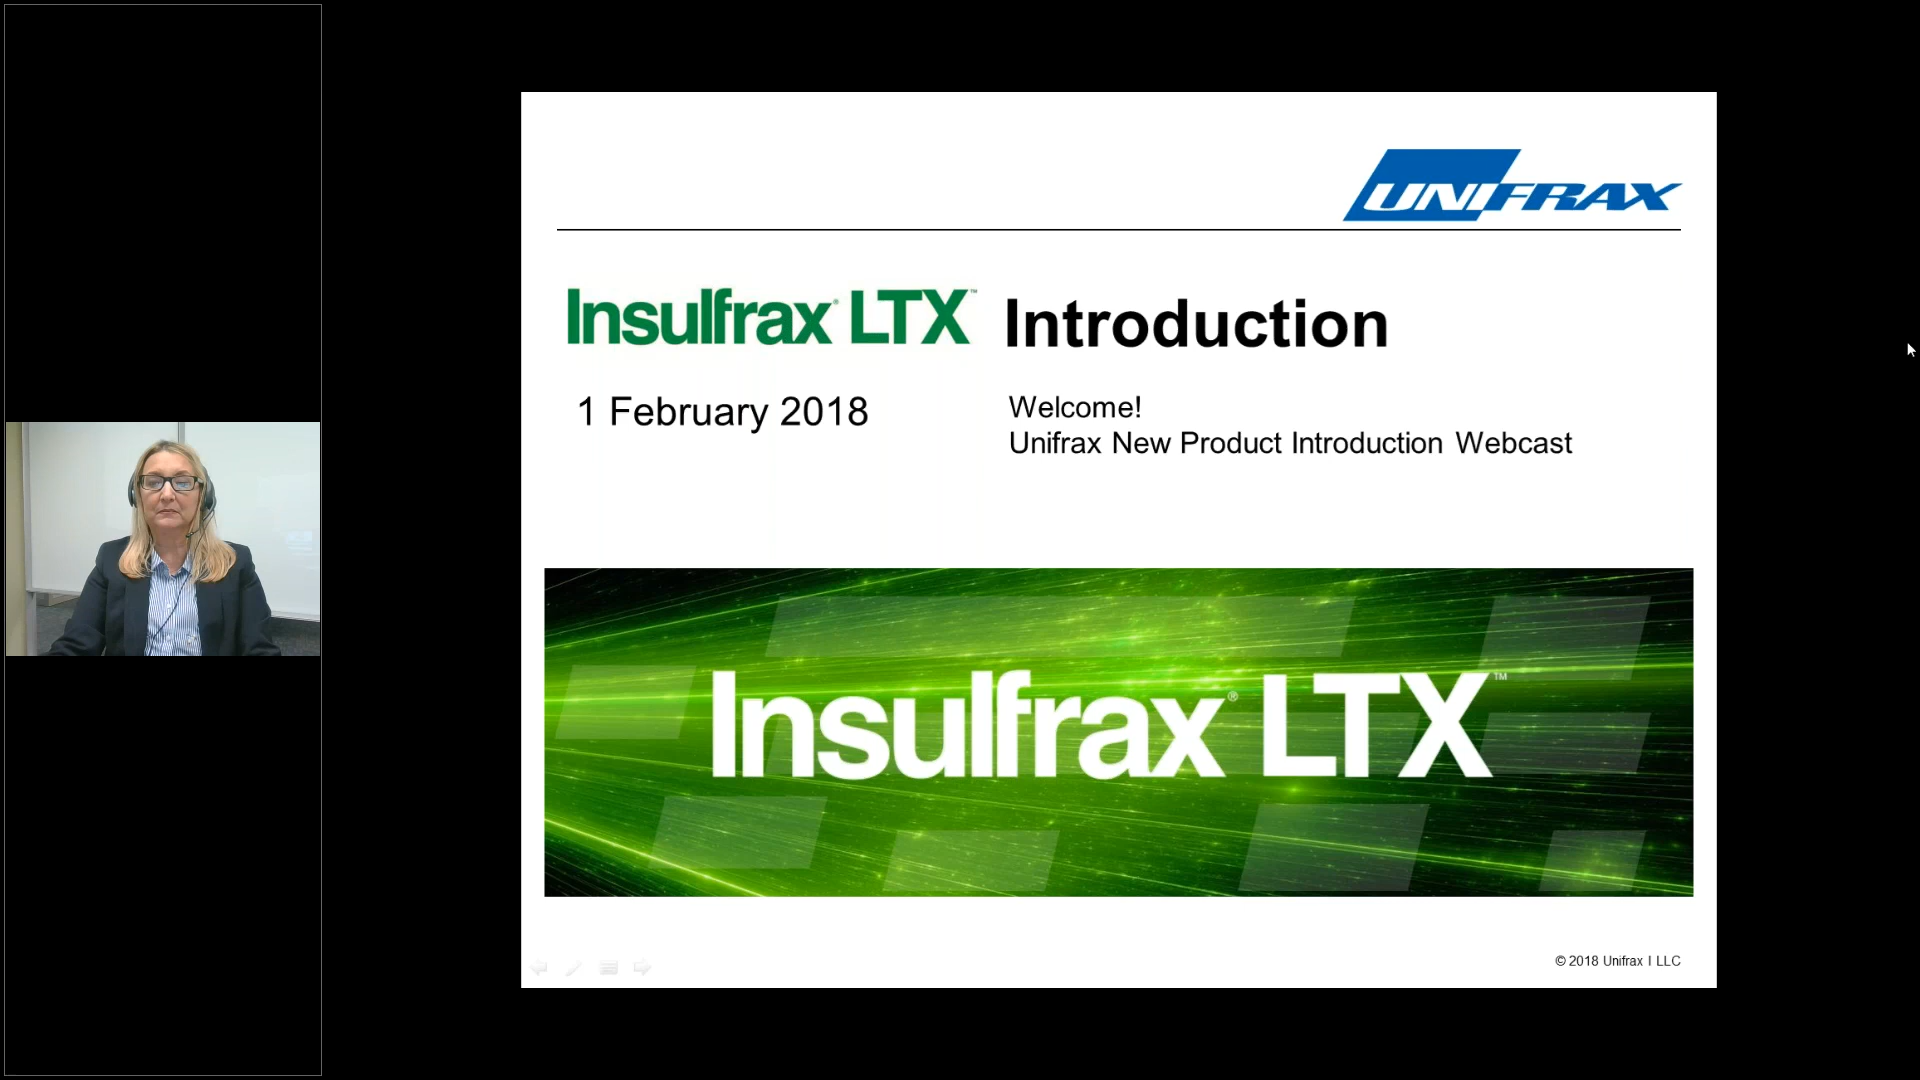 UNIFRAX
Insulfrax® LTX™ Introduction
1 February 2018
Welcome!
Unifrax New Product Introduction Webcast
Insulfrax® LTX™
© 2018 Unifrax I LLC